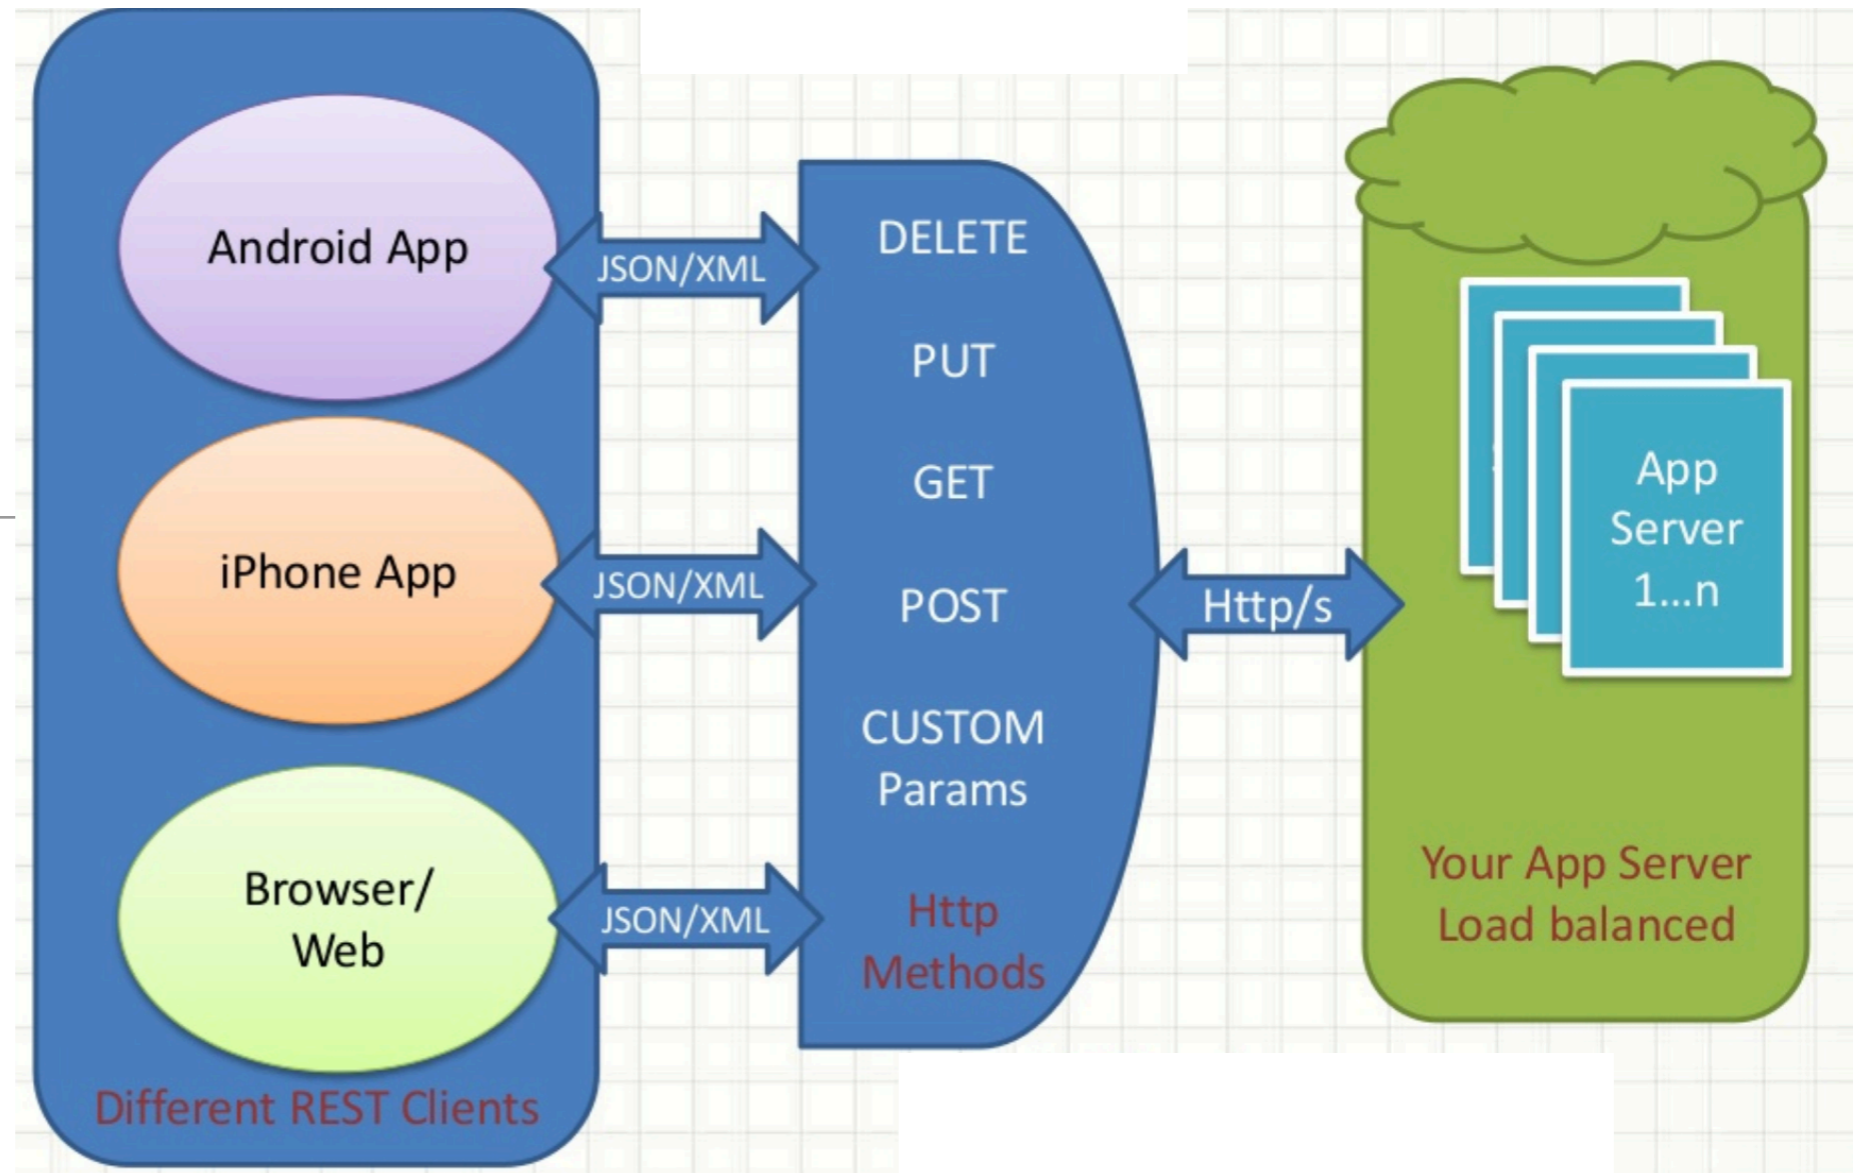 Android App
iPhone App
Browser/
Web
Different REST Clients
JSON/XML
JSON/XML
JSON/XML
DELETE
PUT
GET
POST
CUSTOM
Params
Http
Methods
Http/s
App
Server
1...n
Your App Server
Load balanced